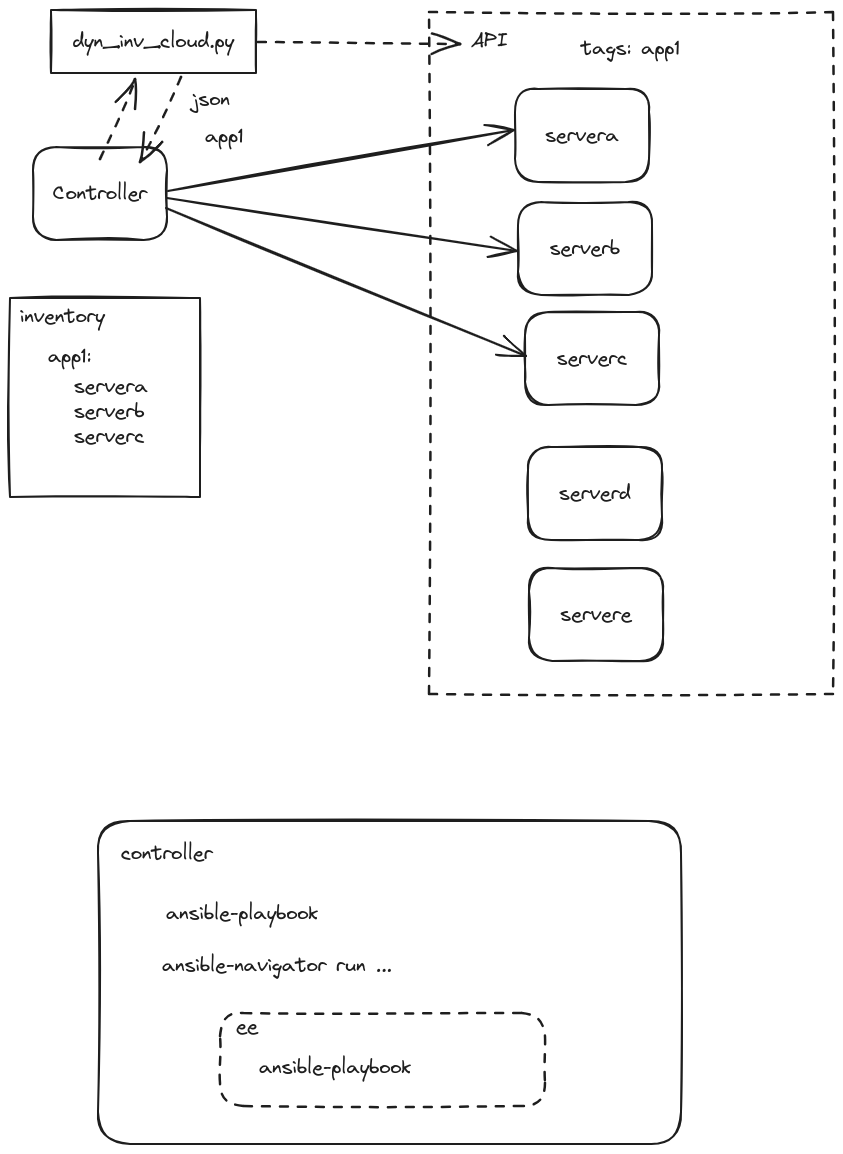 dyn_inv_cloud.py
API
tags: app1
json
app1
servera
Controller
serverb
inventory
app1:
servera
serverb
serverc
serverc
serverd
servere
controller
ansible-playbook
ansible-navigator run ...
ee
ansible-playbook